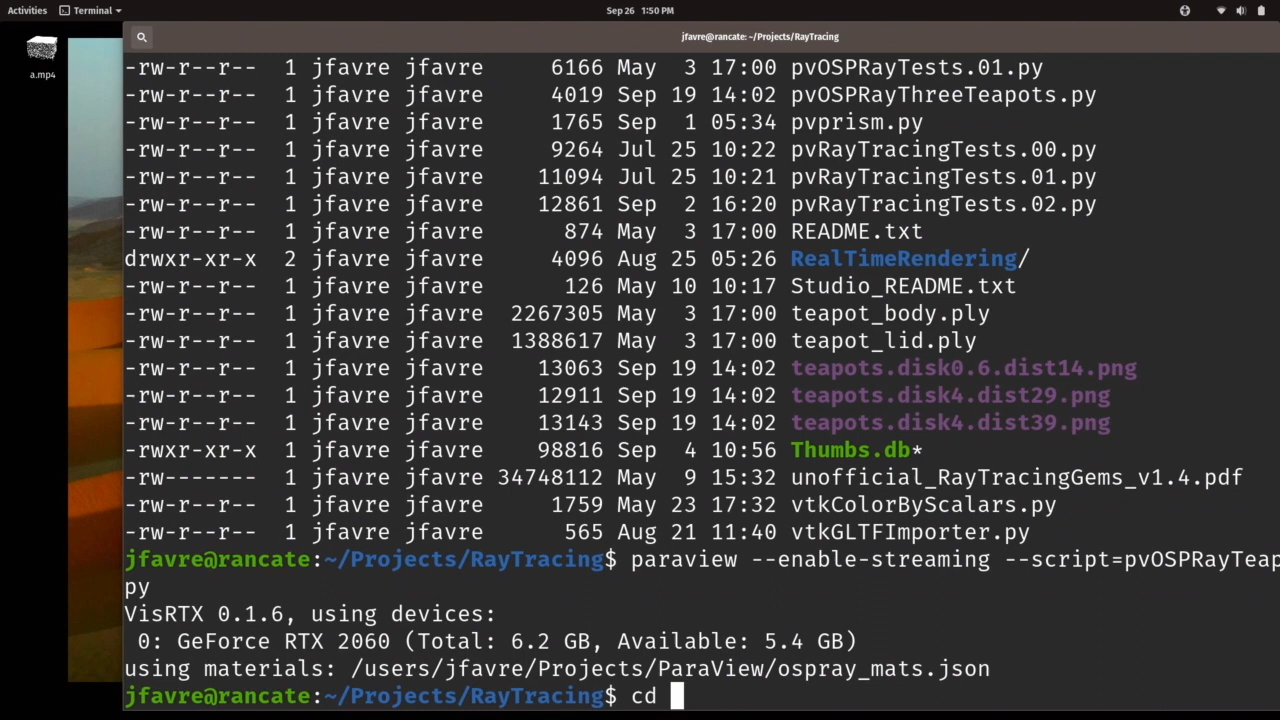 Activities Terminal Sep 26 1:50 PM
jfavre@rancate: ~/Projects/RayTracing
a.mp4
-rw-r--r-- 1 jfavre jfavre 6166 May 3 17:00 pvOSPRayTests.01.py
-rw-r--r-- 1 jfavre jfavre 4019 Sep 19 14:02 pvOSPRayThreeTeapots.py
-rw-r--r-- 1 jfavre jfavre 1765 Sep 1 05:34 pvprism.py
-rw-r--r-- 1 jfavre jfavre 9264 Jul 25 10:22 pvRayTracingTests.00.py
-rw-r--r-- 1 jfavre jfavre 11094 Jul 25 10:21 pvRayTracingTests.01.py
-rw-r--r-- 1 jfavre jfavre 12861 Sep 2 16:20 pvRayTracingTests.02.py
-rw-r--r-- 1 jfavre jfavre 874 May 3 17:00 README.txt
drwxr-xr-x 2 jfavre jfavre 4096 Aug 25 05:26 RealTimeRendering/
-rw-r--r-- 1 jfavre jfavre 126 May 10 10:17 Studio_README.txt
-rw-r--r-- 1 jfavre jfavre 2267305 May 3 17:00 teapot_body.ply
-rw-r--r-- 1 jfavre jfavre 1388617 May 3 17:00 teapot_lid.ply
-rw-r--r-- 1 jfavre jfavre 13063 Sep 19 14:02 teapots.disk0.6.dist14.png
-rw-r--r-- 1 jfavre jfavre 12911 Sep 19 14:02 teapots.disk4.dist29.png
-rw-r--r-- 1 jfavre jfavre 13143 Sep 19 14:02 teapots.disk4.dist39.png
-rwxr-xr-x 1 jfavre jfavre 98816 Sep 4 10:56 Thumbs.db*
-rw------- 1 jfavre jfavre 34748112 May 9 15:32 unofficial_RayTracingGems_v1.4.pdf
-rw-r--r-- 1 jfavre jfavre 1759 May 23 17:32 vtkColorByScalars.py
-rw-r--r-- 1 jfavre jfavre 565 Aug 21 11:40 vtkGLTFImporter.py
jfavre@rancate:~/Projects/RayTracing$ paraview --enable-streaming --script=pvOSPRayTeap
py
VisRTX 0.1.6, using devices:
0: GeForce RTX 2060 (Total: 6.2 GB, Available: 5.4 GB)
using materials: /users/jfavre/Projects/ParaView/ospray_mats.json
jfavre@rancate:~/Projects/RayTracing$ cd